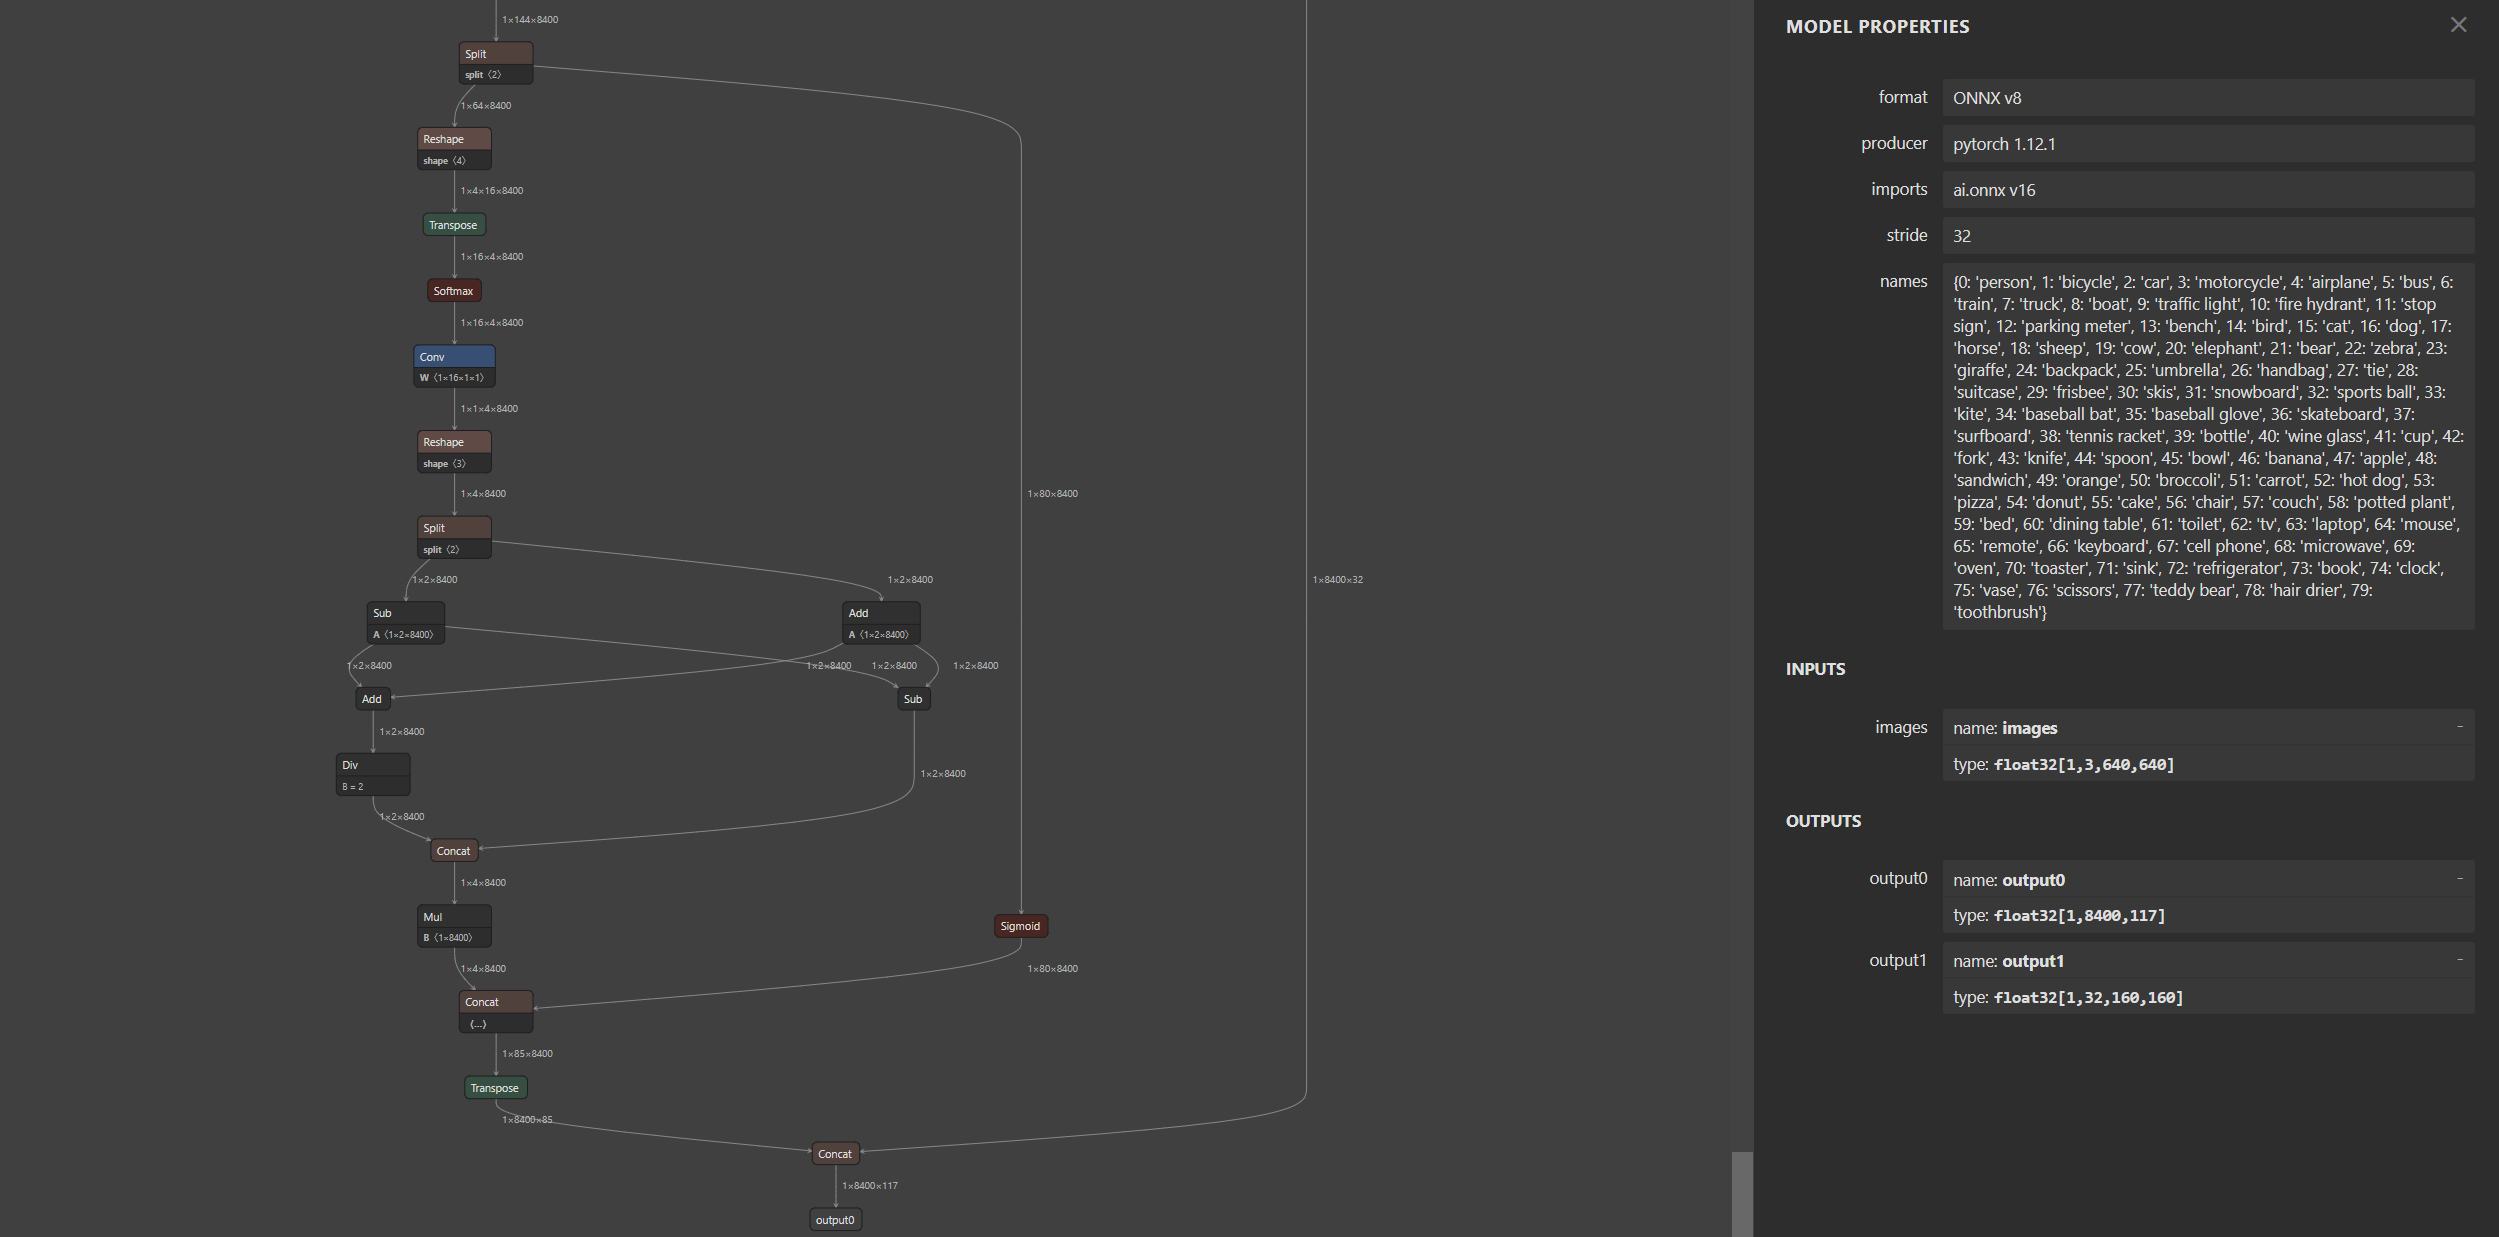 1×144×8400
Split
split 〈2〉
1×64×8400
Reshape
shape 〈4〉
1×4×16×8400
Transpose
1×16×4×8400
Softmax
1×16×4×8400
Conv
W 〈1×16×1×1〉
1×1×4×8400
Reshape
shape 〈3〉
1×4×8400
1×80×8400
Split
split 〈2〉
1×2×8400
1×2×8400
1×8400×32
Sub
A 〈1×2×8400〉
Add
A 〈1×2×8400〉
1×2×8400
1×2×8400
1×2×8400
1×2×8400
Add
Sub
1×2×8400
Div
B = 2
1×2×8400
1×2×8400
Concat
1×4×8400
Mul
B 〈1×8400〉
Sigmoid
1×4×8400
1×80×8400
Concat
〈...〉
1×85×8400
Transpose
1×8400×85
Concat
1×8400×117
output0
MODEL PROPERTIES
format
ONNX v8
producer
pytorch 1.12.1
imports
ai.onnx v16
stride
32
names
{0: 'person', 1: 'bicycle', 2: 'car', 3: 'motorcycle', 4: 'airplane', 5: 'bus', 6:
'train', 7: 'truck', 8: 'boat', 9: 'traffic light', 10: 'fire hydrant', 11: 'stop
sign', 12: 'parking meter', 13: 'bench', 14: 'bird', 15: 'cat', 16: 'dog', 17:
'horse', 18: 'sheep', 19: 'cow', 20: 'elephant', 21: 'bear', 22: 'zebra', 23:
'giraffe', 24: 'backpack', 25: 'umbrella', 26: 'handbag', 27: 'tie', 28:
'suitcase', 29: 'frisbee', 30: 'skis', 31: 'snowboard', 32: 'sports ball', 33:
'kite', 34: 'baseball bat', 35: 'baseball glove', 36: 'skateboard', 37:
'surfboard', 38: 'tennis racket', 39: 'bottle', 40: 'wine glass', 41: 'cup', 42:
'fork', 43: 'knife', 44: 'spoon', 45: 'bowl', 46: 'banana', 47: 'apple', 48:
'sandwich', 49: 'orange', 50: 'broccoli', 51: 'carrot', 52: 'hot dog', 53:
'pizza', 54: 'donut', 55: 'cake', 56: 'chair', 57: 'couch', 58: 'potted plant',
59: 'bed', 60: 'dining table', 61: 'toilet', 62: 'tv', 63: 'laptop', 64: 'mouse',
65: 'remote', 66: 'keyboard', 67: 'cell phone', 68: 'microwave', 69:
'oven', 70: 'toaster', 71: 'sink', 72: 'refrigerator', 73: 'book', 74: 'clock',
75: 'vase', 76: 'scissors', 77: 'teddy bear', 78: 'hair drier', 79:
'toothbrush'}
INPUTS
images
name: images
type: float32[1,3,640,640]
OUTPUTS
output0
name: output0
type: float32[1,8400,117]
output1
name: output1
type: float32[1,32,160,160]